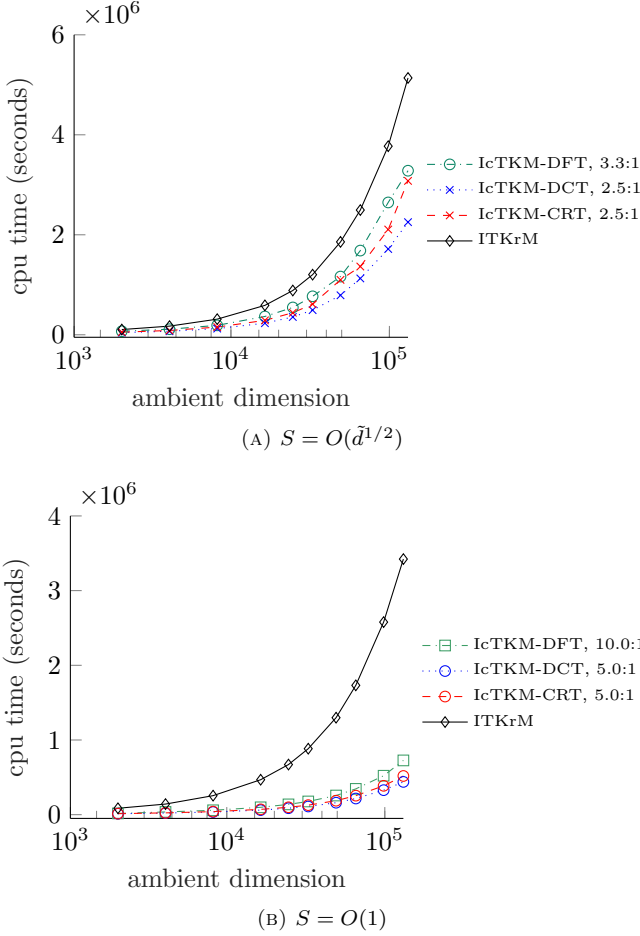 ×10^6
6
4
2
0
cpu time (seconds)
10^3
10^4
10^5
ambient dimension
IcTKM-DFT, 3.3:1
IcTKM-DCT, 2.5:1
IcTKM-CRT, 2.5:1
ITKrM
(A) S = O(d̃^{1/2})
×10^6
4
3
2
1
0
cpu time (seconds)
10^3
10^4
10^5
ambient dimension
IcTKM-DFT, 10.0:1
IcTKM-DCT, 5.0:1
IcTKM-CRT, 5.0:1
ITKrM
(B) S = O(1)